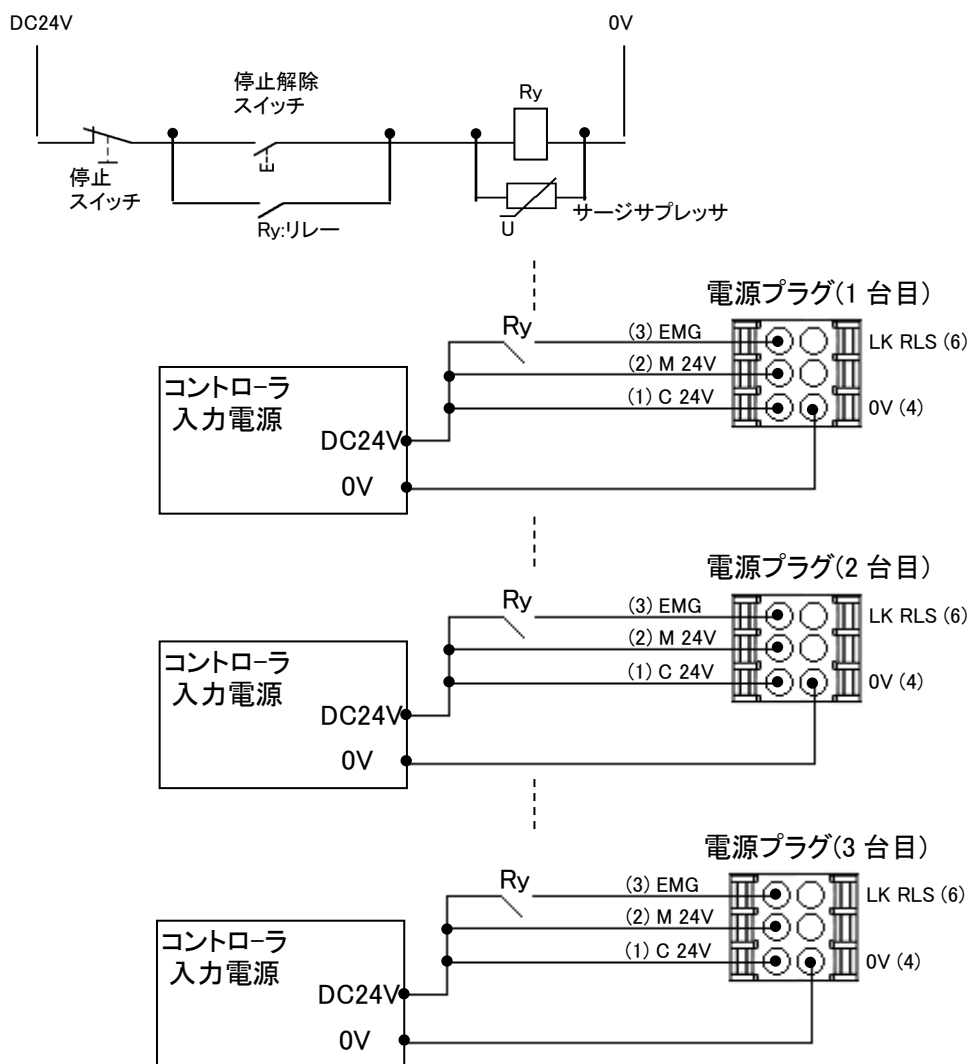 DC24V
0V
停止解除
スイッチ
Ry
停止
スイッチ
Ry:リレー
U
サージサプレッサ
電源プラグ(1 台目)
Ry
(3) EMG
LK RLS (6)
(2) M 24V
(1) C 24V
0V (4)
コントローラ
入力電源
DC24V
0V
電源プラグ(2 台目)
Ry
(3) EMG
LK RLS (6)
(2) M 24V
(1) C 24V
0V (4)
コントローラ
入力電源
DC24V
0V
電源プラグ(3 台目)
Ry
(3) EMG
LK RLS (6)
(2) M 24V
(1) C 24V
0V (4)
コントローラ
入力電源
DC24V
0V